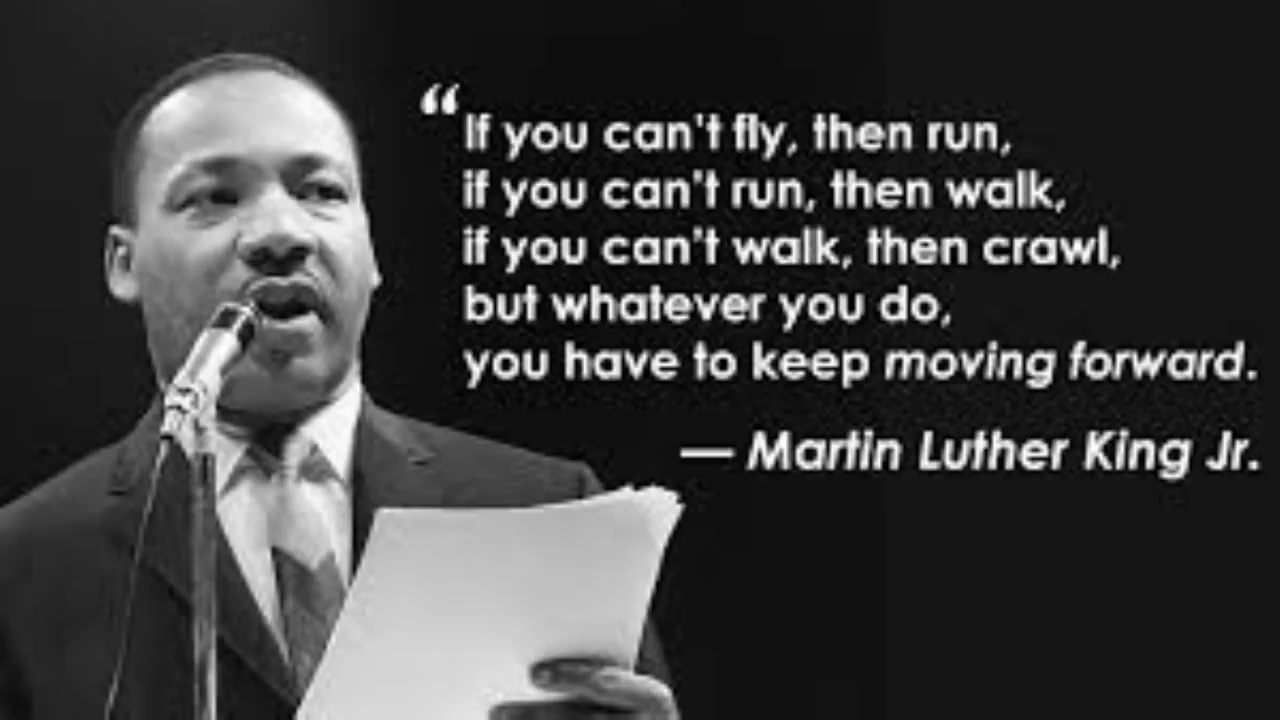 “If you can't fly, then run,
if you can't run, then walk,
if you can't walk, then crawl,
but whatever you do,
you have to keep moving forward.
— Martin Luther King Jr.